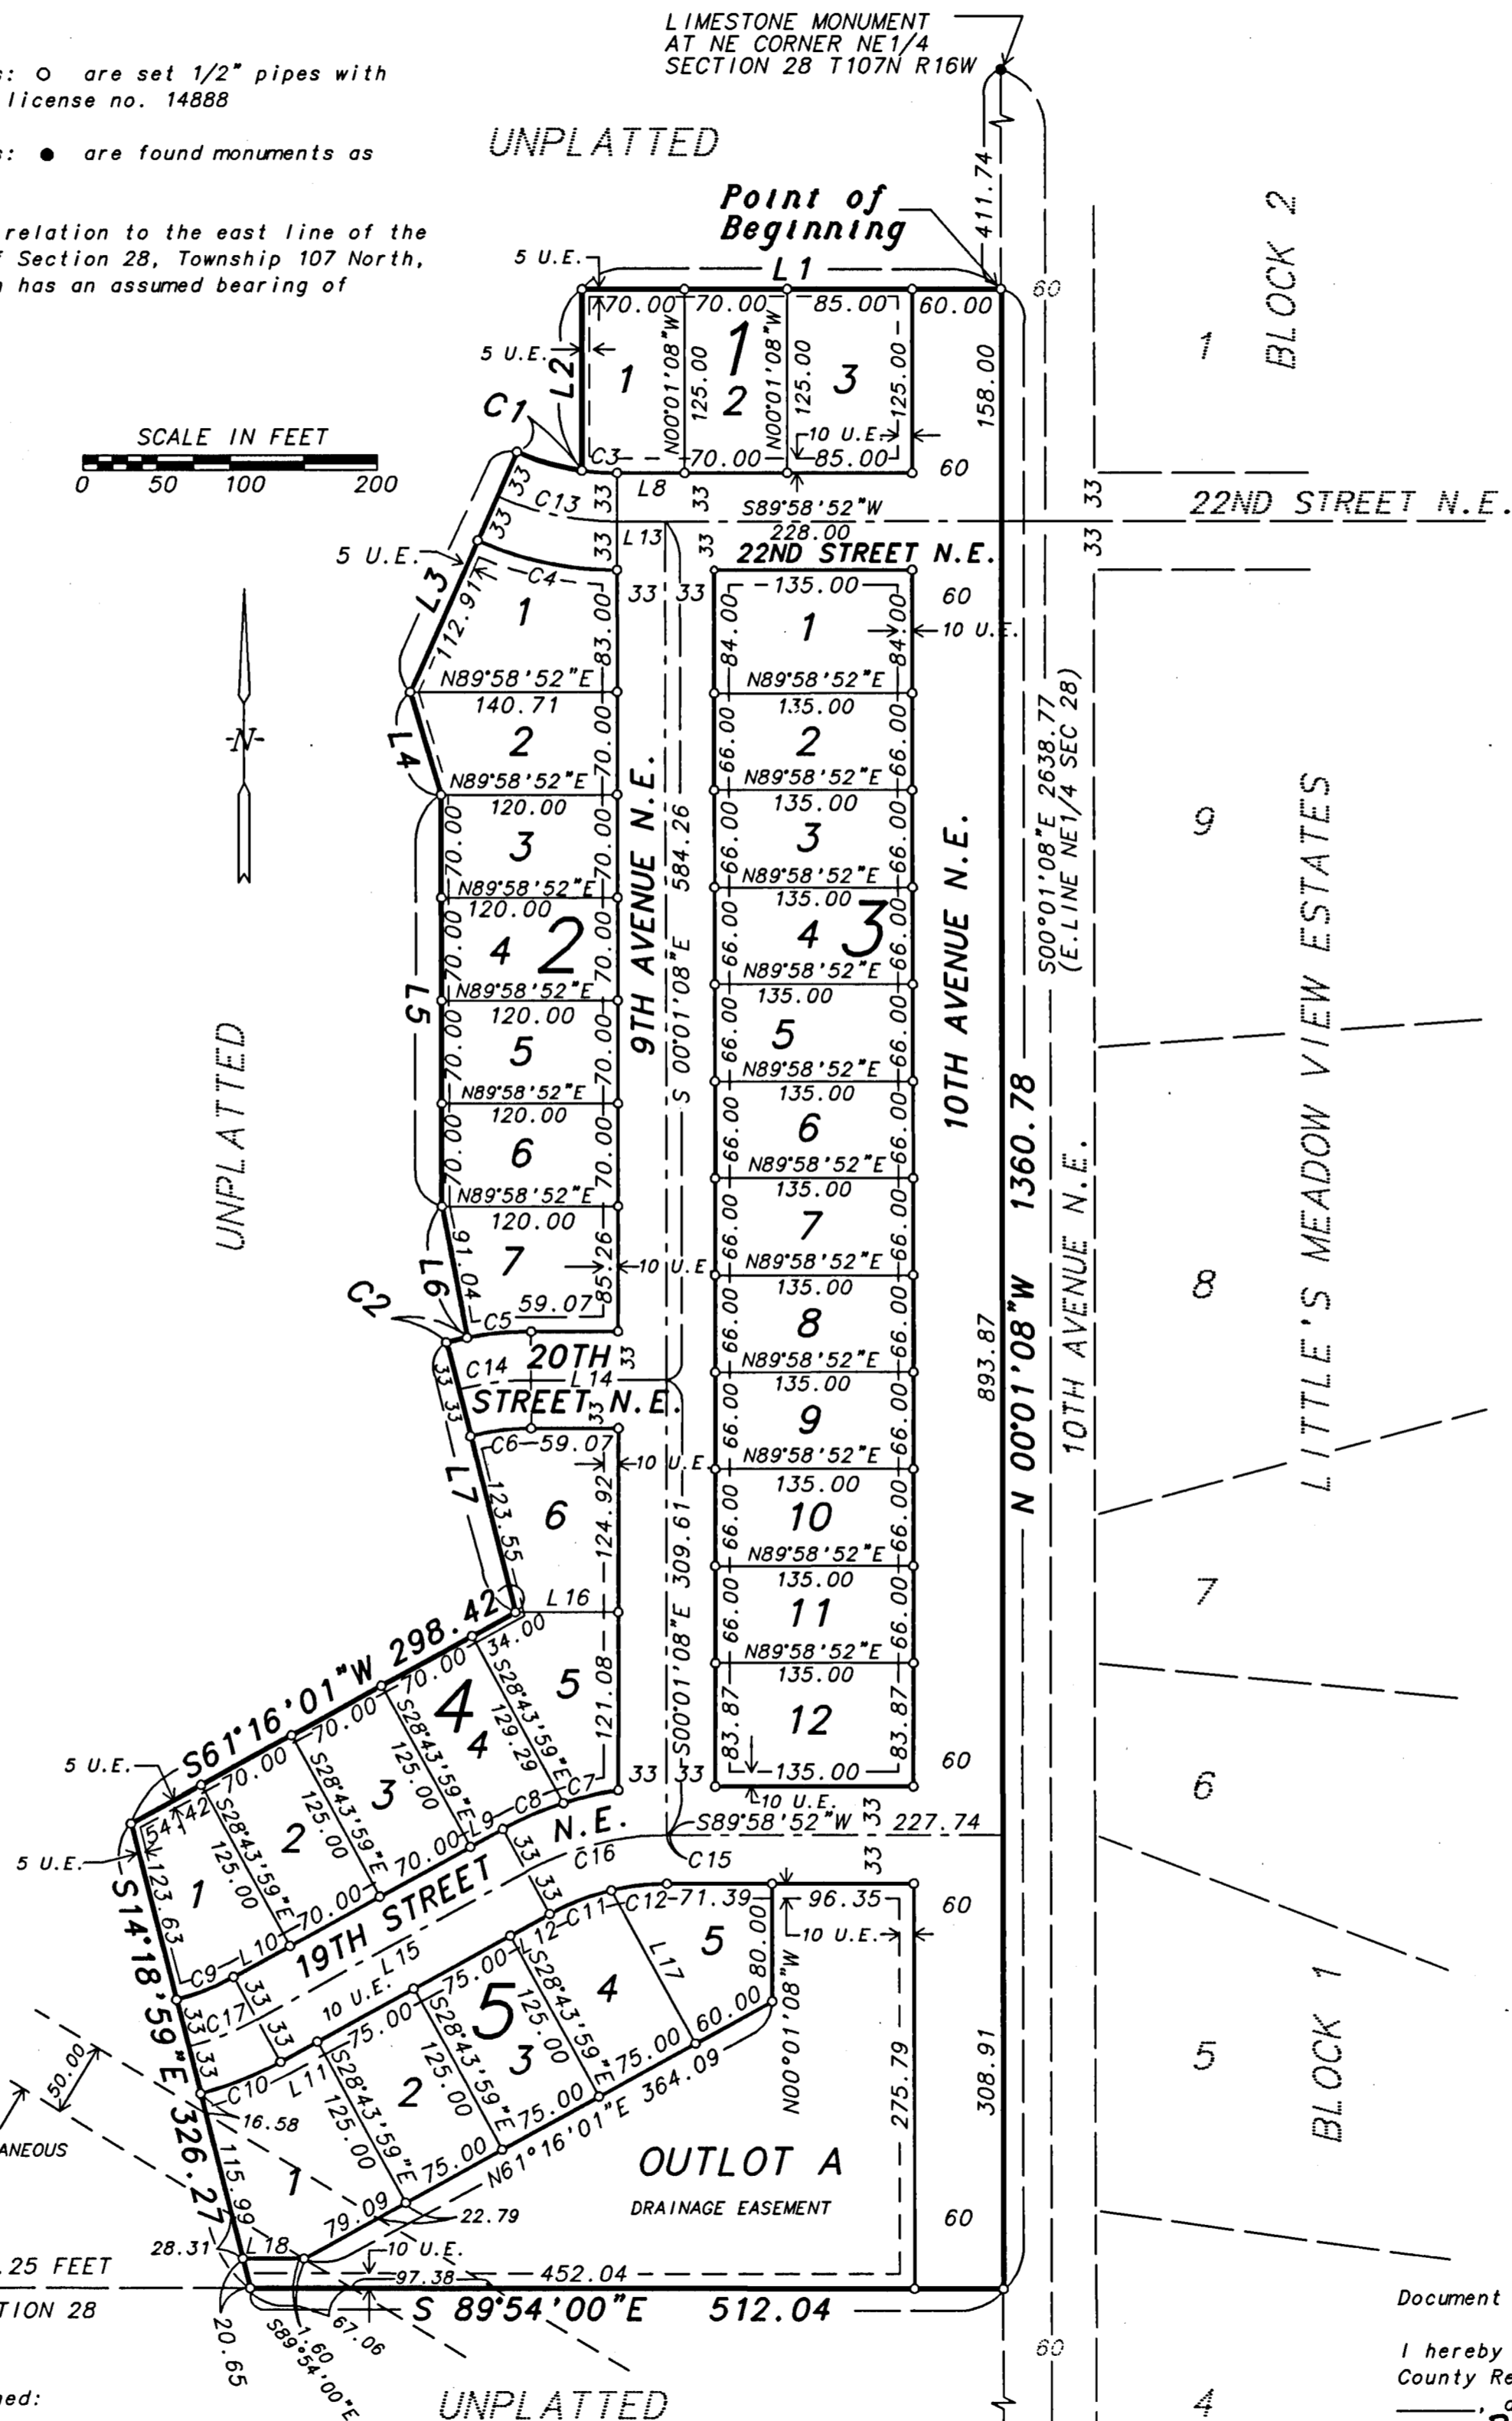 LIMESTONE MONUMENT
AT NE CORNER NE1/4
SECTION 28 T107N R16W
: O are set 1/2" pipes with
license no. 14888
: ● are found monuments as
relation to the east line of the
Section 28, Township 107 North,
has an assumed bearing of
UNPLATTED
411.74
Point of
Beginning
5 U.E.
L1
60
70.00 70.00 85.00 60.00
5 U.E.
L2
1
N00°01'08"W
125.00
1
2
N00°01'08"W
125.00
3
125.00
158.00
10 U.E.
C1
C3
70.00 85.00
60
1
BLOCK 2
SCALE IN FEET
0 50 100 200
33
C13
33
33
L8
33
S89°58'52"W
228.00
33
22ND STREET N.E.
33
L13
33
33
22ND STREET N.E.
5 U.E.
L3
C4
112.91
1
83.00
33 33
135.00
60
84.00
1
84.00
10 U.E.
N89°58'52"E
140.71
N89°58'52"E
135.00
-N-
L4
2
70.00
66.00
2
66.00
N89°58'52"E
120.00
N89°58'52"E
135.00
70.00
3
70.00
66.00
3
66.00
N89°58'52"E
120.00
N89°58'52"E
135.00
70.00
4
2
70.00
66.00
4
3
66.00
N89°58'52"E
120.00
N89°58'52"E
135.00
L5
70.00
5
70.00
66.00
5
66.00
N89°58'52"E
120.00
N89°58'52"E
135.00
70.00
6
70.00
66.00
6
66.00
N89°58'52"E
120.00
N89°58'52"E
135.00
9TH AVENUE N.E.
S 00°01'08"E 584.26
10TH AVENUE N.E.
S00°01'08"E 2638.77
(E.LINE NE1/4 SEC 28)
N 00°01'08"W 1360.78
893.87
10TH AVENUE N.E.
9
LITTLE'S MEADOW VIEW ESTATES
8
UNPLATTED
L6
91.04
7
85.26
10 U.E.
66.00
7
66.00
N89°58'52"E
135.00
C2
C5
59.07
66.00
8
66.00
N89°58'52"E
135.00
33
C14
20TH
33
L14
33
STREET N.E.
33
66.00
9
66.00
N89°58'52"E
135.00
C6
59.07
10 U.E.
L7
123.55
6
124.92
66.00
10
66.00
N89°58'52"E
135.00
L16
S00°01'08"E 309.61
66.00
11
66.00
N89°58'52"E
135.00
7
S61°16'01"W 298.42
34.00
70.00
70.00
70.00
54.42
5 U.E.
5 U.E.
S28°43'59"E
129.29
5
121.08
4
4
S28°43'59"E
125.00
3
S28°43'59"E
125.00
2
S28°43'59"E
125.00
1
123.63
83.87
12
83.87
135.00
10 U.E.
33 33
60
6
C7
C8
L9
70.00
70.00
L10
C9
N.E.
19TH STREET
C16
C15
S89°58'52"W 227.74
33
33
33
33
L15
10 U.E.
33
33
C17
33
33
S14°18'59"E 326.27
C12
71.39
96.35
60
C11
L12
75.00
75.00
L11
C10
16.58
5
80.00
10 U.E.
N00°01'08"W
L17
4
S28°43'59"E
125.00
5
3
S28°43'59"E
125.00
2
S28°43'59"E
125.00
1
60.00
75.00
75.00
75.00
79.09
N61°16'01"E 364.09
22.79
275.79
308.91
5
BLOCK 1
50.00
ANEOUS
115.99
OUTLOT A
DRAINAGE EASEMENT
60
28.31
L18
10 U.E.
97.38
452.04
.25 FEET
TION 28
S 89°54'00"E 512.04
20.65
1.60
S89°54'00"E
67.06
60
UNPLATTED
4
ed:
Document
I hereby
County Re